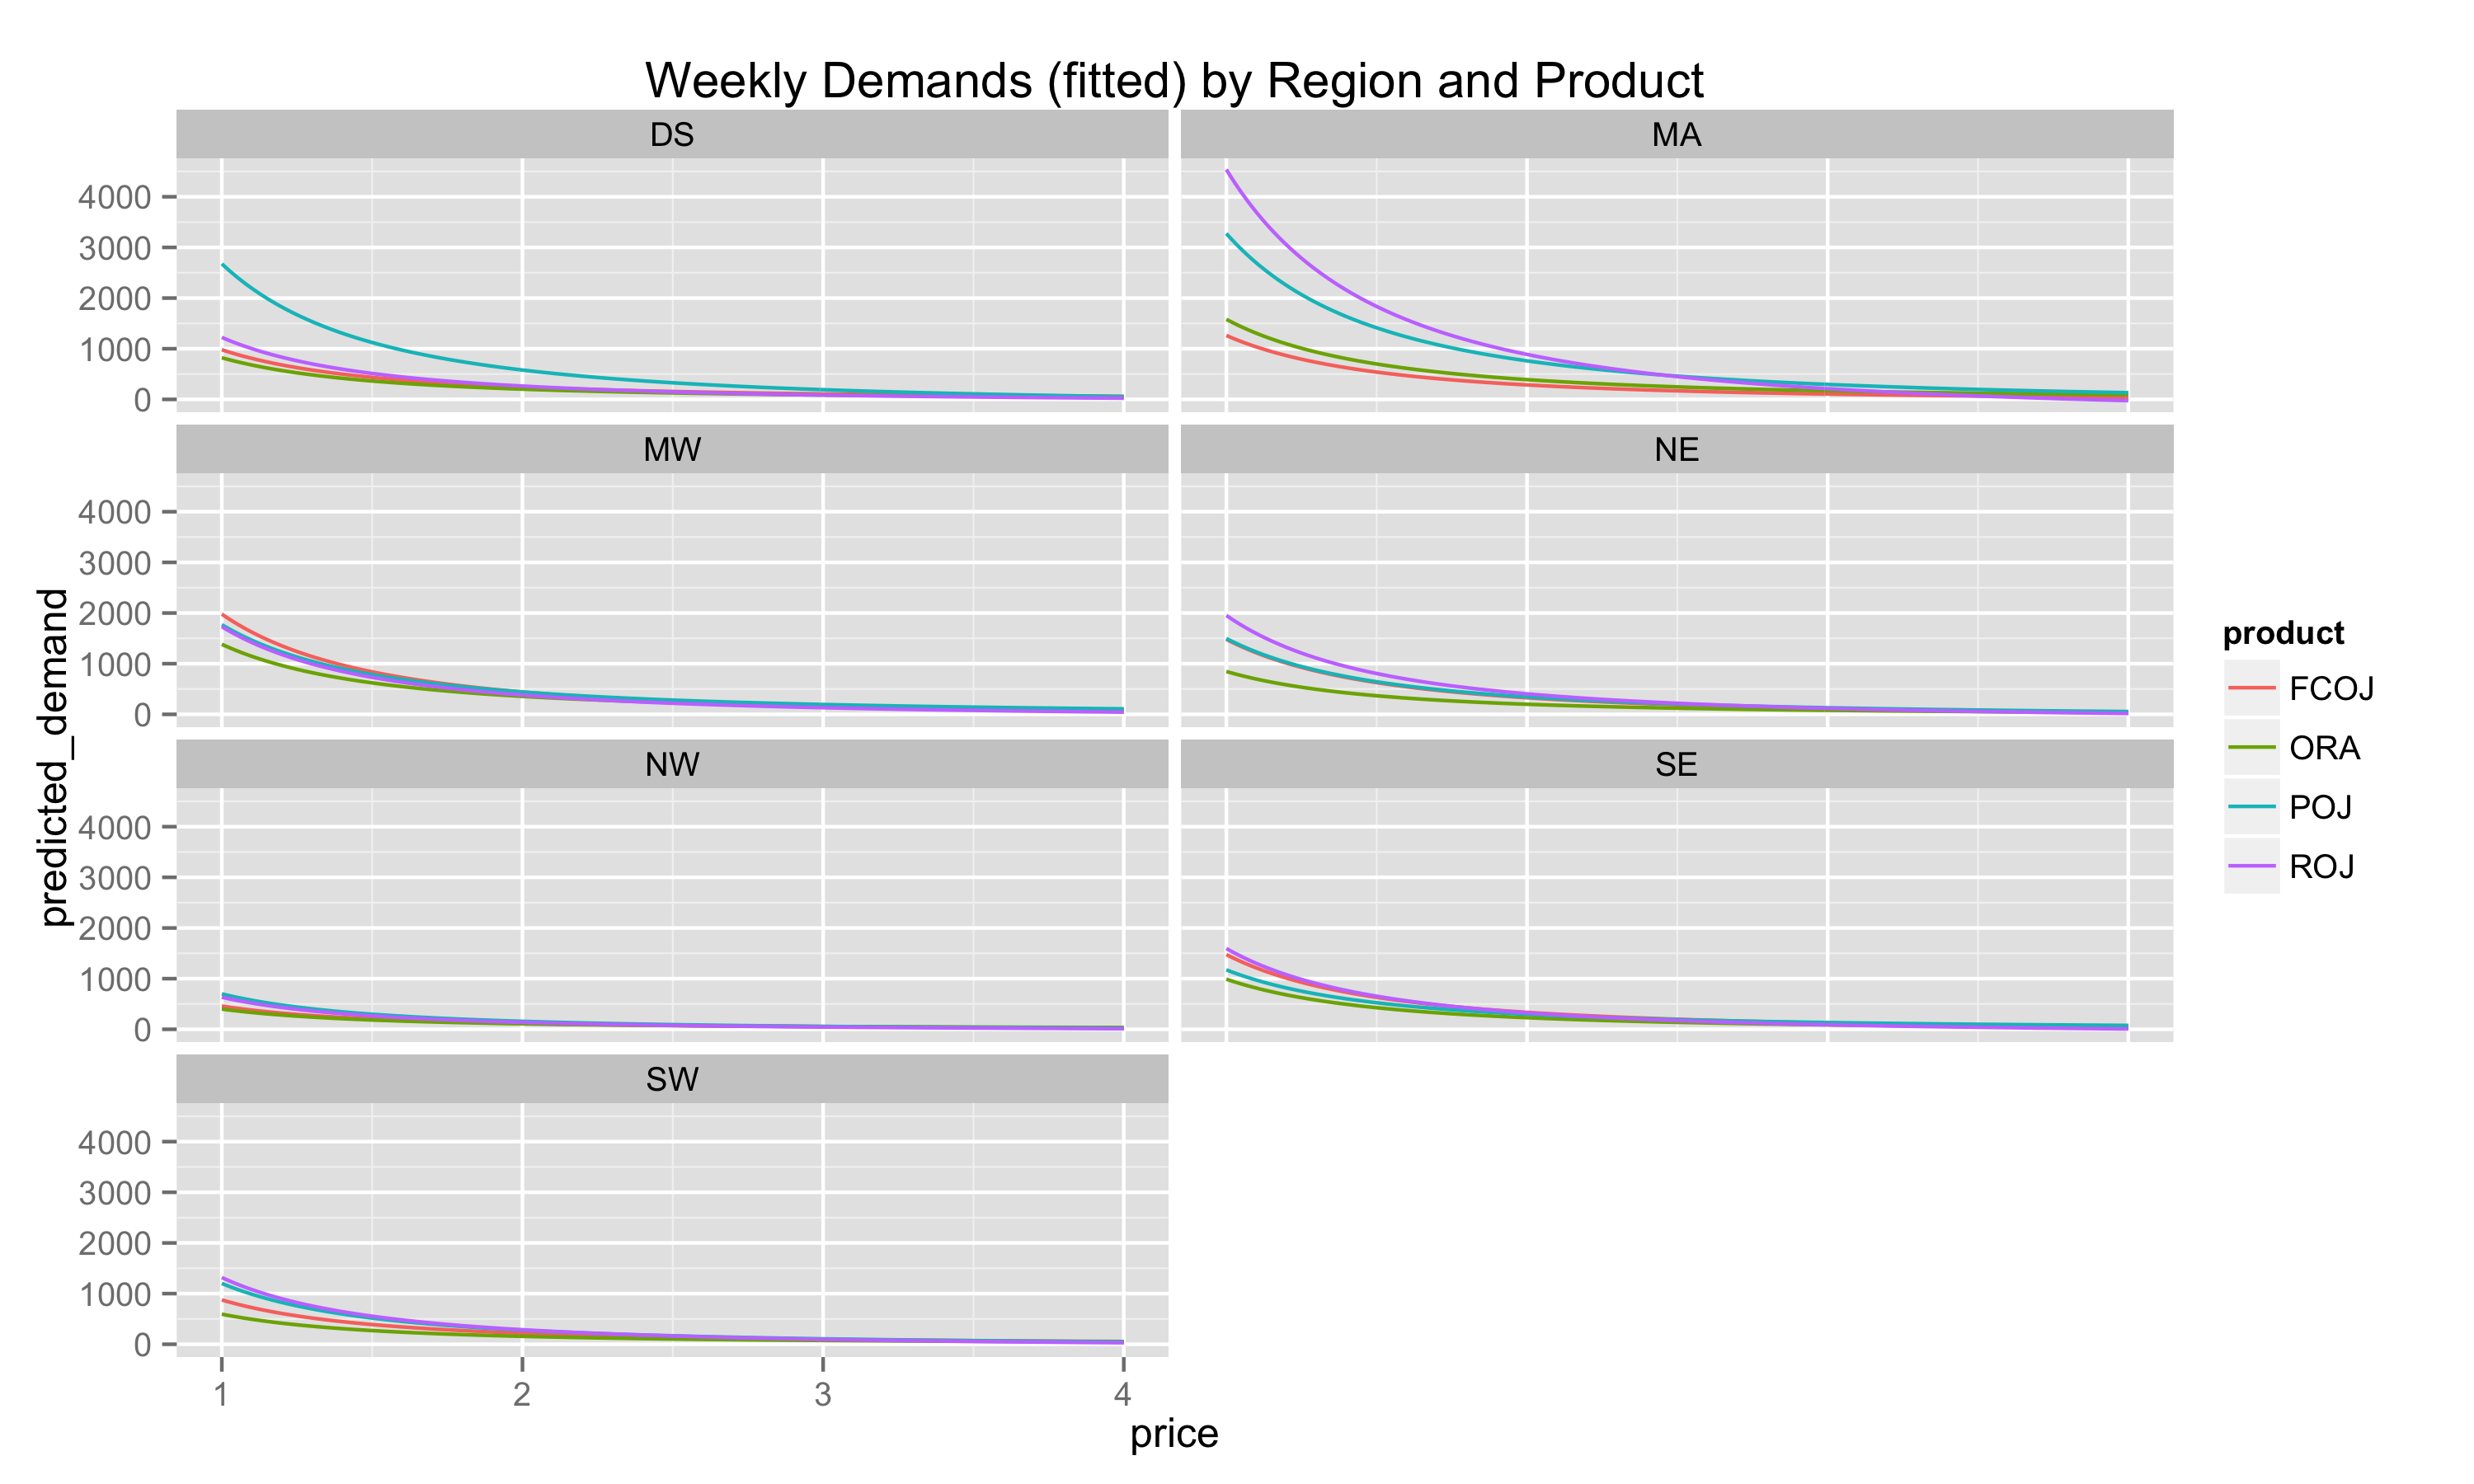 Weekly Demands (fitted) by Region and Product
DS
MA
4000
3000
2000
1000
0
MW
NE
4000
3000
2000
1000
0
NW
SE
4000
3000
2000
1000
0
SW
4000
3000
2000
1000
0
1 2 3 4
price
predicted_demand
product
FCOJ
ORA
POJ
ROJ